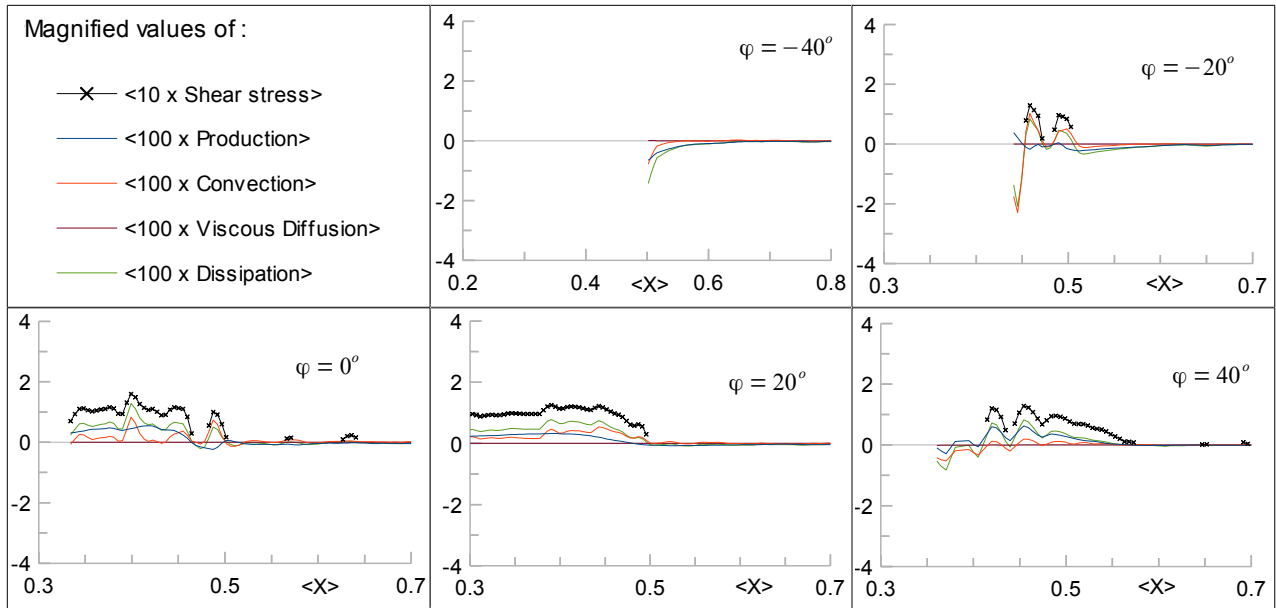 Magnified values of :
<10 x Shear stress>
<100 x Production>
<100 x Convection>
<100 x Viscous Diffusion>
<100 x Dissipation>
4
2
0
-2
-4
0.2
0.4
<X>
0.6
0.8
φ = −40°
4
2
0
-2
-4
0.3
0.5
<X>
0.7
φ = −20°
4
2
0
-2
-4
0.3
0.5
<X>
0.7
φ = 0°
4
2
0
-2
-4
0.3
0.5
<X>
0.7
φ = 20°
4
2
0
-2
-4
0.3
0.5
<X>
0.7
φ = 40°